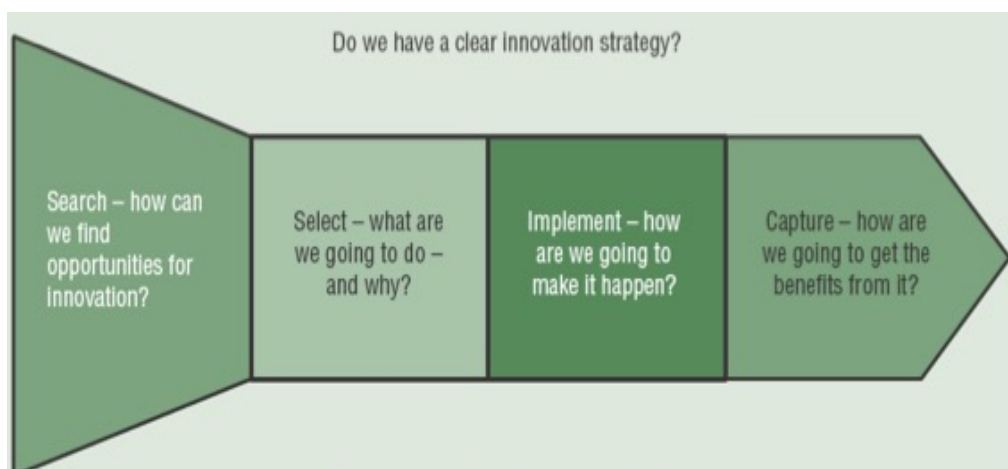 Do we have a clear innovation strategy?
Search – how can
we find
opportunities for
innovation?
Select – what are
we going to do –
and why?
Implement – how
are we going to
make it happen?
Capture – how are
we going to get the
benefits from it?